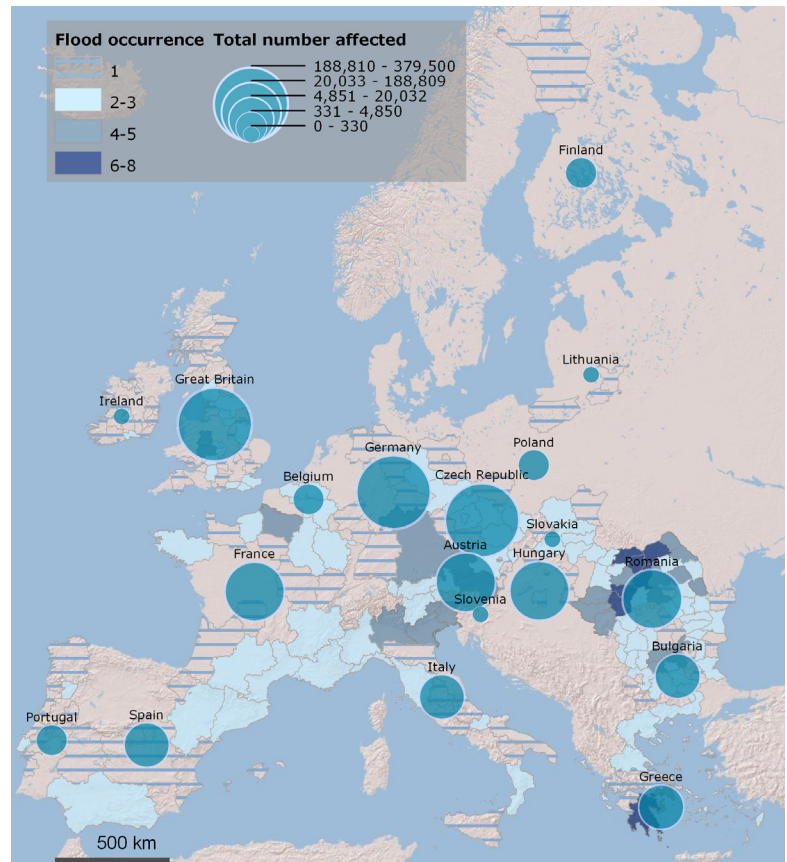 Flood occurrence
1
2-3
4-5
6-8
Total number affected
188,810 - 379,500
20,033 - 188,809
4,851 - 20,032
331 - 4,850
0 - 330
Finland
Lithuania
Great Britain
Ireland
Poland
Germany
Czech Republic
Belgium
Slovakia
Austria
Hungary
France
Romania
Slovenia
Bulgaria
Italy
Portugal
Spain
Greece
500 km